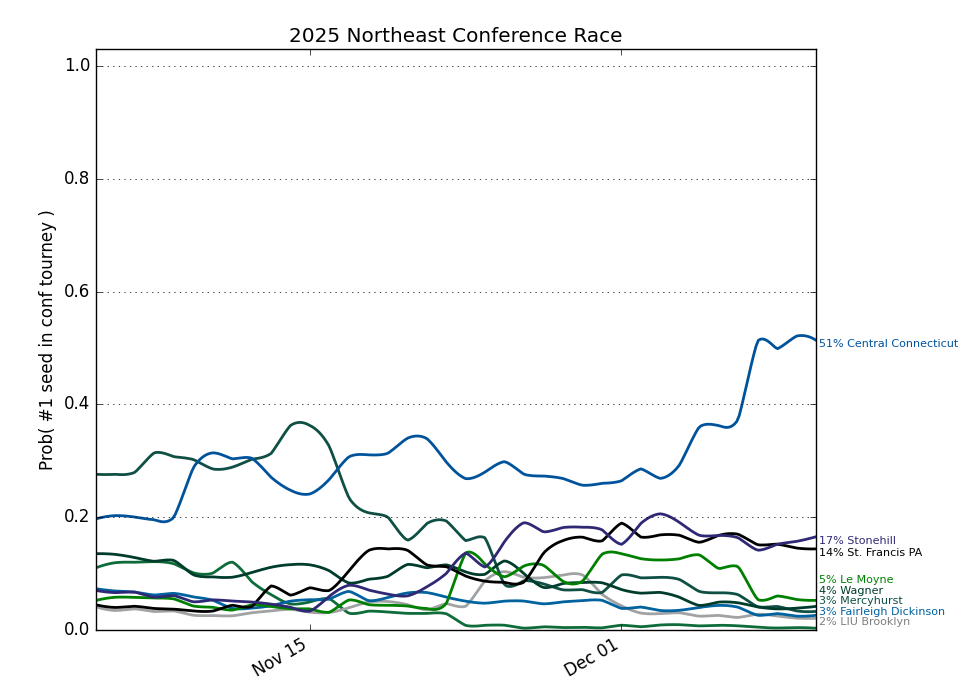 2025 Northeast Conference Race
Prob( #1 seed in conf tourney )
1.0
0.8
0.6
0.4
0.2
0.0
Nov 15
Dec 01
51% Central Connecticut
17% Stonehill
14% St. Francis PA
5% Le Moyne
4% Wagner
3% Mercyhurst
3% Fairleigh Dickinson
2% LIU Brooklyn